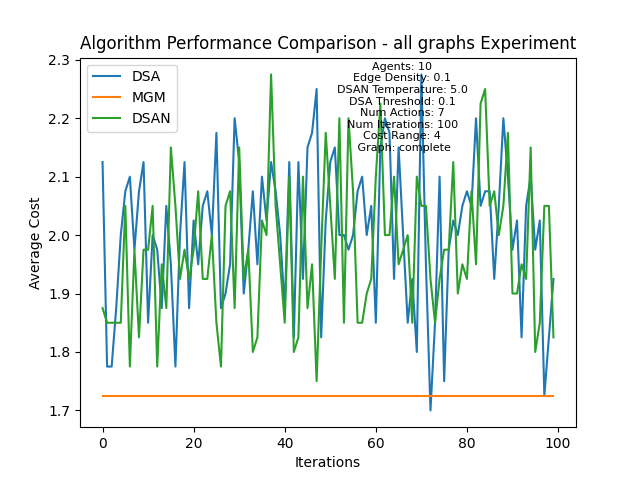 Algorithm Performance Comparison - all graphs Experiment
DSA
MGM
DSAN
Agents: 10
Edge Density: 0.1
DSAN Temperature: 5.0
DSA Threshold: 0.1
Num Actions: 7
Num Iterations: 100
Cost Range: 4
Graph: complete
Average Cost
2.3
2.2
2.1
2.0
1.9
1.8
1.7
0
20
40
60
80
100
Iterations